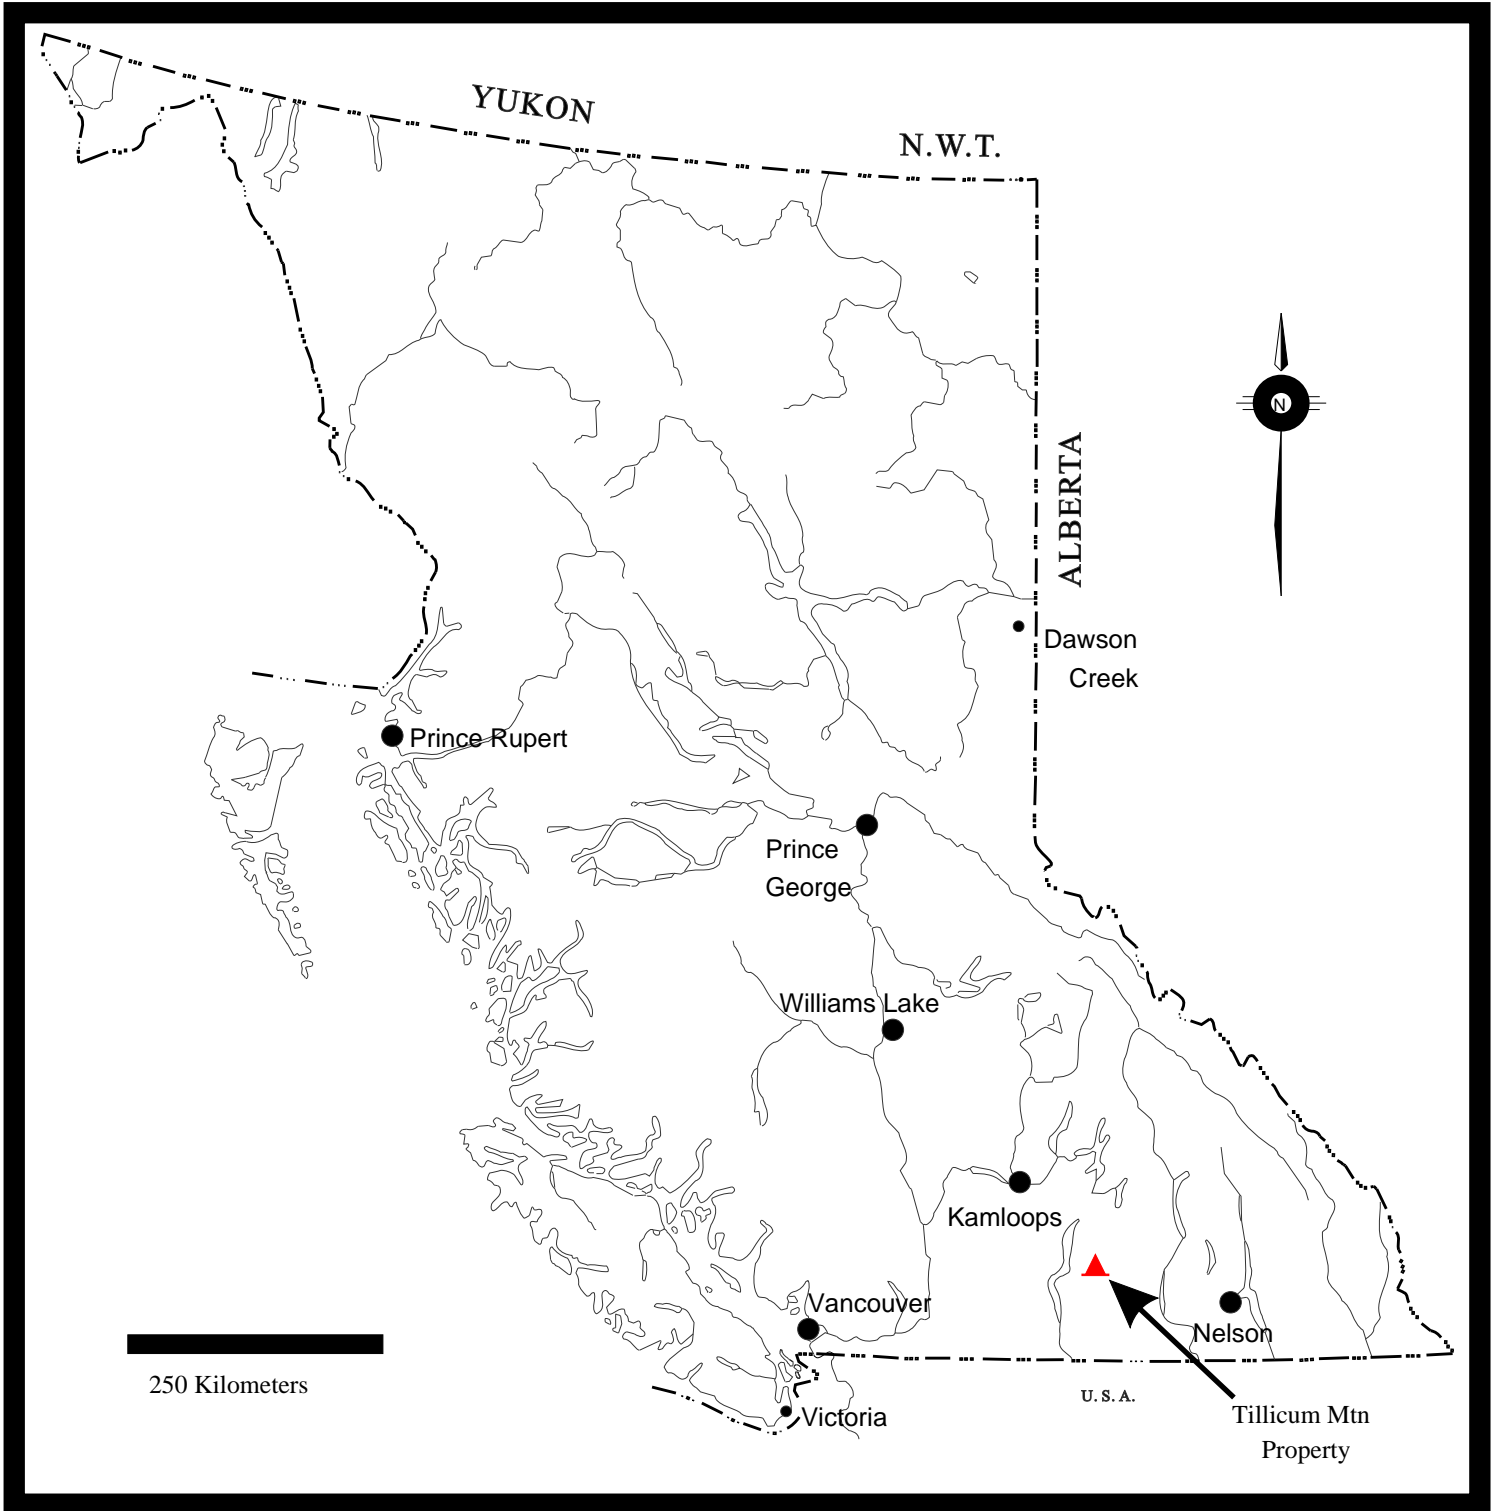 YUKON
N.W.T.
N
ALBERTA
Dawson
Creek
Prince Rupert
Prince
George
Williams Lake
Kamloops
Vancouver
Nelson
250 Kilometers
U.S.A.
Victoria
Tillicum Mtn
Property